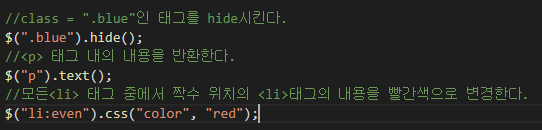 //class = ".blue"인 태그를 hide시킨다.
$(".blue").hide();
//<p> 태그 내의 내용을 반환한다.
$("p").text();
//모든<li> 태그 중에서 짝수 위치의 <li>태그의 내용을 빨간색으로 변경한다.
$("li:even").css("color", "red");